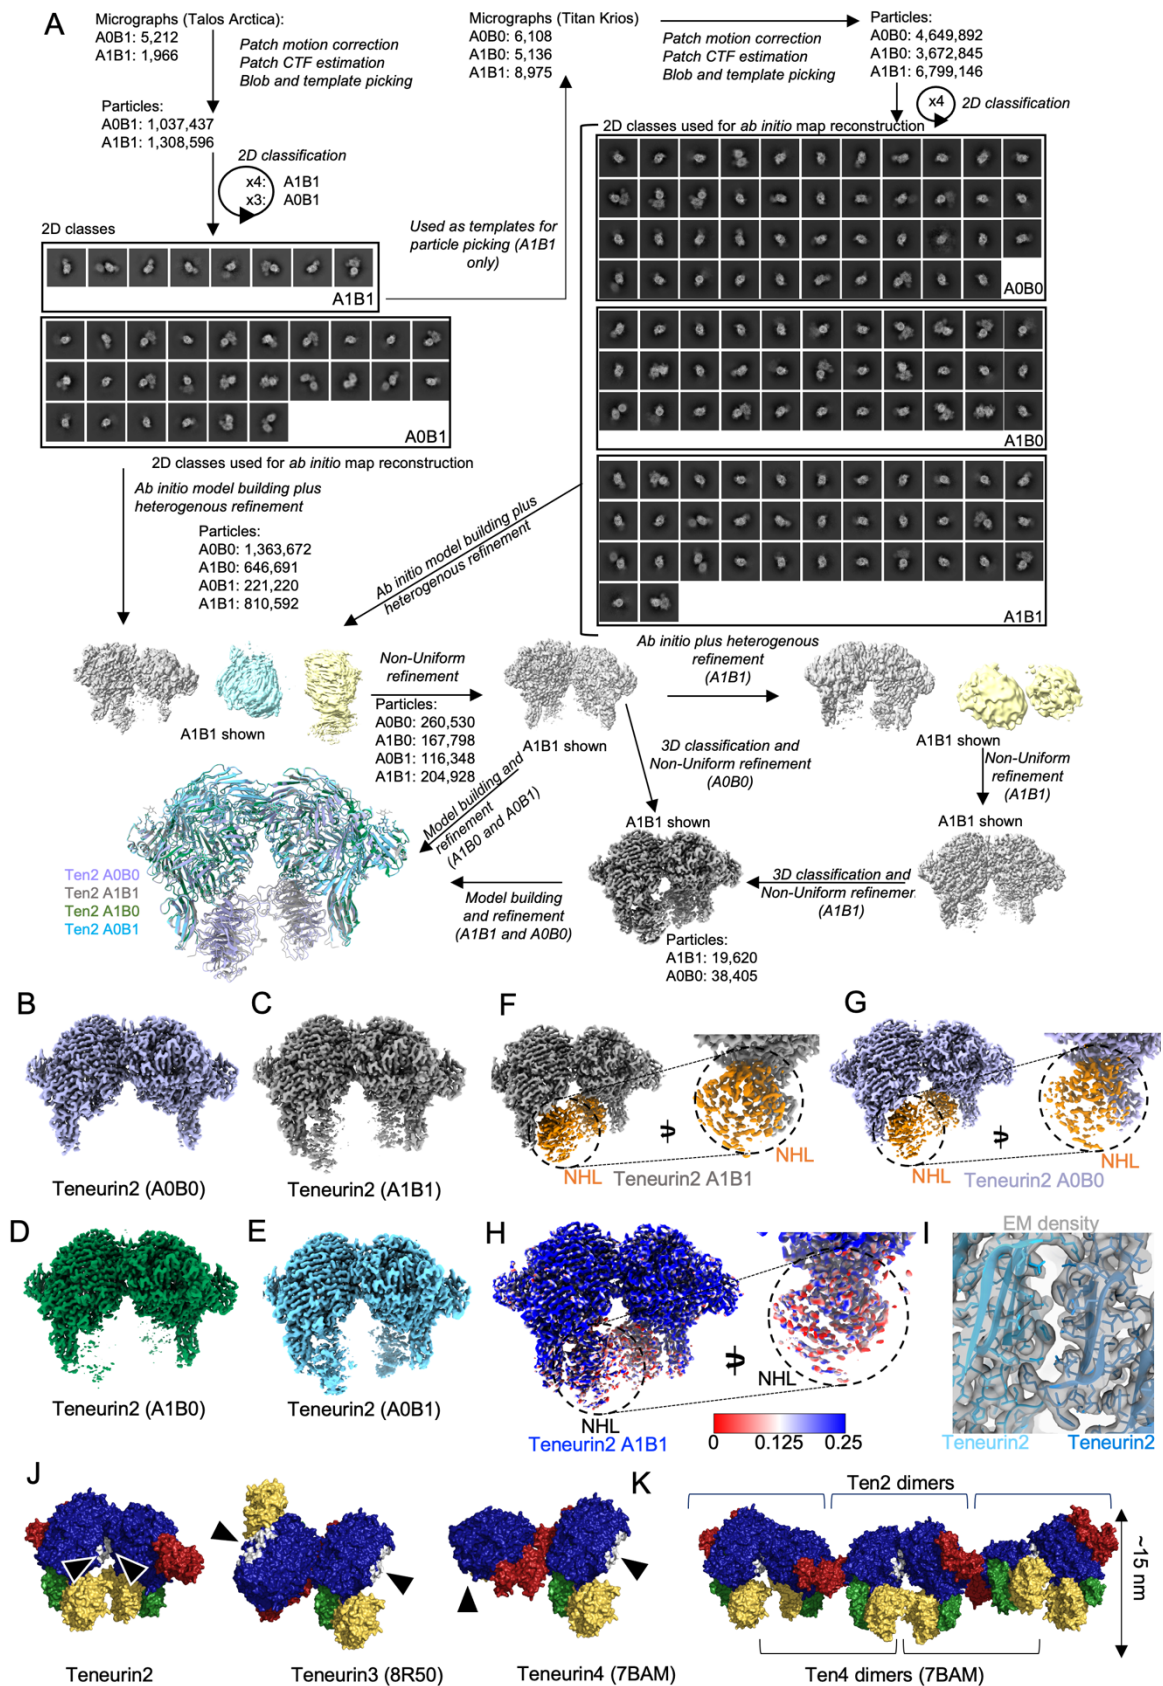 A
Micrographs (Talos Arctica):
A0B1: 5,212
A1B1: 1,966
Patch motion correction
Patch CTF estimation
Blob and template picking
Particles:
A0B1: 1,037,437
A1B1: 1,308,596
2D classification
x4: A1B1
x3: A0B1
2D classes
A1B1
A0B1
2D classes used for ab initio map reconstruction
Used as templates for
particle picking (A1B1
only)
Micrographs (Titan Krios)
A0B0: 6,108
A1B0: 5,136
A1B1: 8,975
Patch motion correction
Patch CTF estimation
Blob and template picking
Particles:
A0B0: 4,649,892
A1B0: 3,672,845
A1B1: 6,799,146
x4
2D classification
2D classes used for ab initio map reconstruction
A0B0
A1B0
A1B1
Ab initio model building plus
heterogenous refinement
Particles:
A0B0: 1,363,672
A1B0: 646,691
A0B1: 221,220
A1B1: 810,592
Ab initio model building plus
heterogenous refinement
A1B1 shown
Non-Uniform
refinement
Particles:
A0B0: 260,530
A1B0: 167,798
A0B1: 116,348
A1B1: 204,928
A1B1 shown
Ab initio plus heterogenous
refinement
(A1B1)
A1B1 shown
Non-Uniform
refinement
(A1B1)
3D classification and
Non-Uniform refinement
(A0B0)
Model building and
refinement
(A1B0 and A0B1)
A1B1 shown
A1B1 shown
3D classification and
Non-Uniform refinemer
(A1B1)
Model building
and refinement
(A1B1 and A0B0)
Particles:
A1B1: 19,620
A0B0: 38,405
Ten2 A0B0
Ten2 A1B1
Ten2 A1B0
Ten2 A0B1
B
Teneurin2 (A0B0)
C
Teneurin2 (A1B1)
F
NHL
NHL
Teneurin2 A1B1
G
NHL
NHL
Teneurin2 A0B0
D
Teneurin2 (A1B0)
E
Teneurin2 (A0B1)
H
NHL
NHL
Teneurin2 A1B1
0 0.125 0.25
I
EM density
Teneurin2 Teneurin2
J
Teneurin2
Teneurin3 (8R50)
Teneurin4 (7BAM)
K
Ten2 dimers
~15 nm
Ten4 dimers (7BAM)